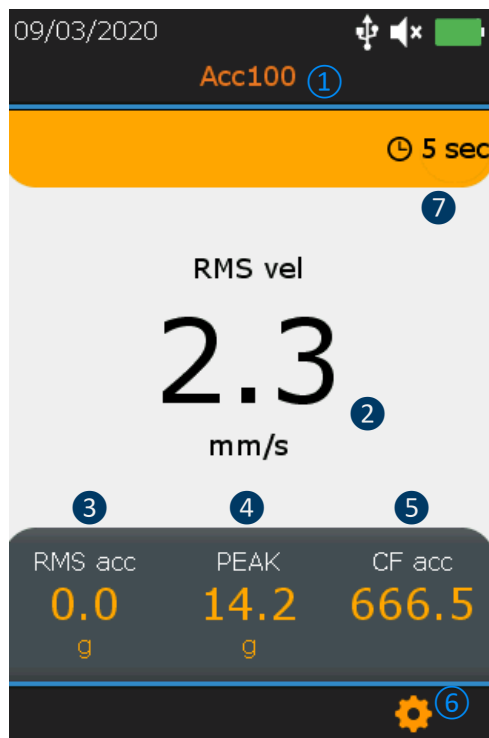 09/03/2020
Acc100 1
5 sec
7
RMS vel
2.3
2
mm/s
3 4 5
RMS acc PEAK CF acc
0.0 14.2 666.5
g g
6